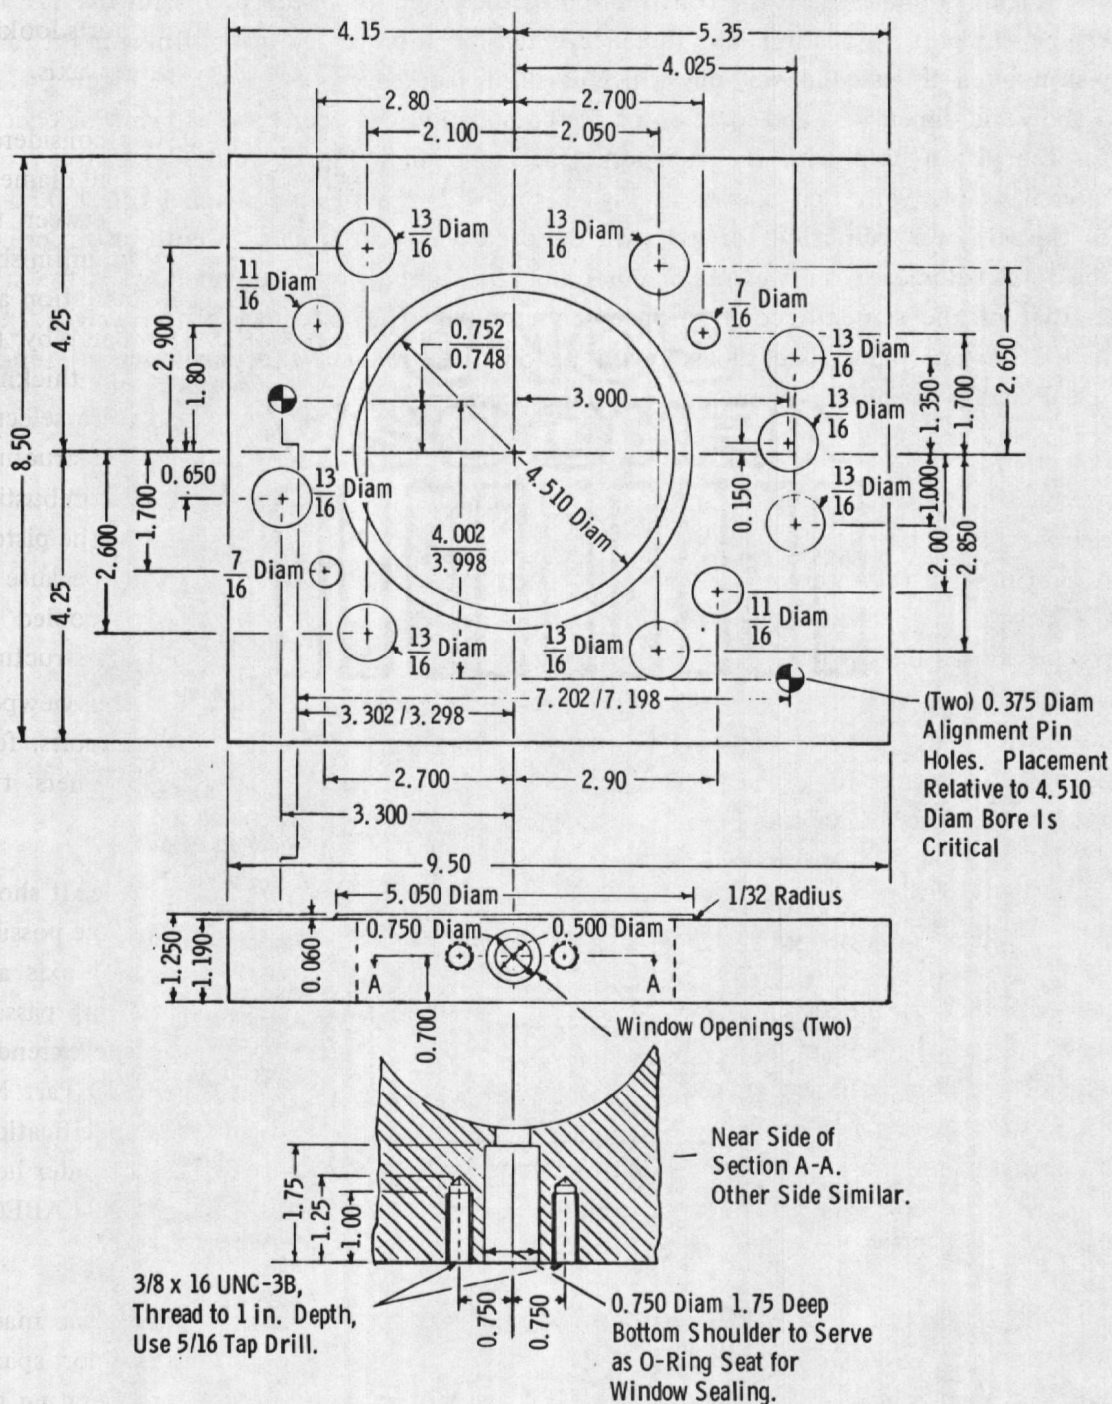 4.15
5.35
4.025
2.80
2.700
2.100
2.050
13/16 Diam
13/16 Diam
11/16 Diam
7/16 Diam
4.25
2.900
1.80
0.752
0.748
13/16 Diam
3.900
13/16 Diam
1.350
1.700
2.650
8.50
0.650
13/16 Diam
4.510 Diam
0.150
13/16 Diam
1.000
4.25
2.600
1.700
4.002
3.998
2.00
2.850
7/16 Diam
13/16 Diam
13/16 Diam
11/16 Diam
7.202/7.198
3.302/3.298
(Two) 0.375 Diam
Alignment Pin
Holes. Placement
Relative to 4.510
Diam Bore Is
Critical
2.700
2.90
3.300
9.50
5.050 Diam
1/32 Radius
1.250
1.190
0.060
0.750 Diam
0.500 Diam
A
A
0.700
Window Openings (Two)
Near Side of
Section A-A.
Other Side Similar.
1.75
1.25
1.00
3/8 x 16 UNC-3B,
Thread to 1 in. Depth,
Use 5/16 Tap Drill.
0.750
0.750
0.750 Diam 1.75 Deep
Bottom Shoulder to Serve
as O-Ring Seat for
Window Sealing.